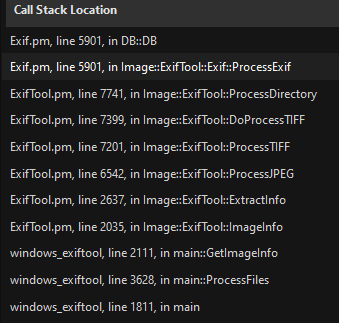 Call Stack Location
Exif.pm, line 5901, in DB::DB
Exif.pm, line 5901, in Image::ExifTool::Exif::ProcessExif
ExifTool.pm, line 7741, in Image::ExifTool::ProcessDirectory
ExifTool.pm, line 7399, in Image::ExifTool::DoProcessTIFF
ExifTool.pm, line 7201, in Image::ExifTool::ProcessTIFF
ExifTool.pm, line 6542, in Image::ExifTool::ProcessJPEG
ExifTool.pm, line 2637, in Image::ExifTool::ExtractInfo
ExifTool.pm, line 2035, in Image::ExifTool::ImageInfo
windows_exiftool, line 2111, in main::GetImageInfo
windows_exiftool, line 3628, in main::ProcessFiles
windows_exiftool, line 1811, in main